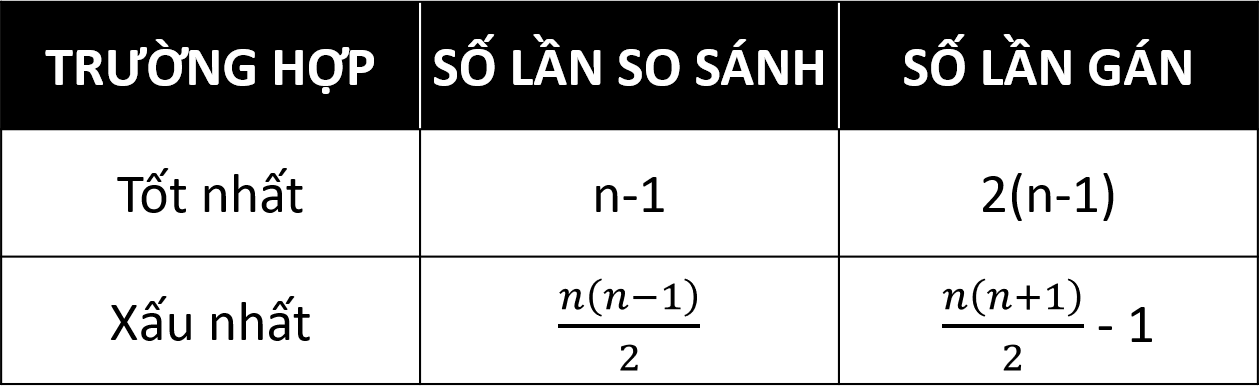 TRƯỜNG HỢP SỐ LẦN SO SÁNH SỐ LẦN GÁN
Tốt nhất n-1 2(n-1)
Xấu nhất n(n−1)/2 n(n+1)/2 - 1